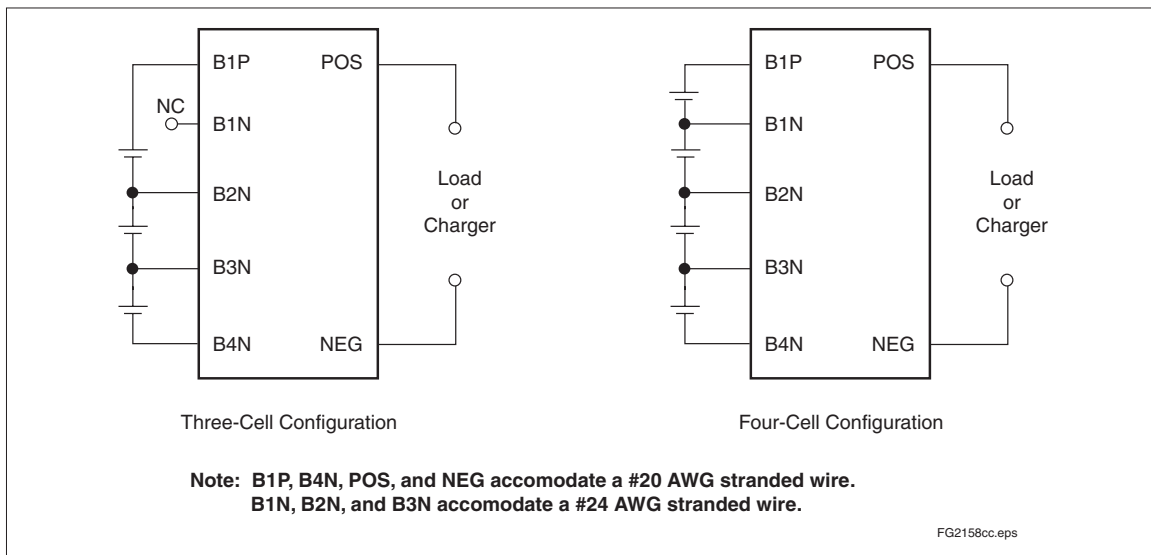 B1P POS
NC
B1N
B2N
Load
or
Charger
B3N
B4N NEG
Three-Cell Configuration
B1P POS
B1N
B2N
Load
or
Charger
B3N
B4N NEG
Four-Cell Configuration
Note: B1P, B4N, POS, and NEG accomodate a #20 AWG stranded wire.
B1N, B2N, and B3N accomodate a #24 AWG stranded wire.
FG2158cc.eps